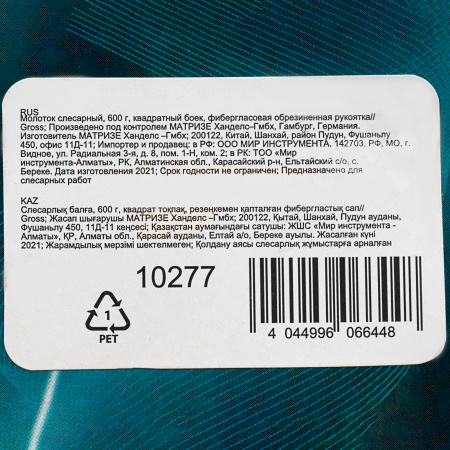 RUS
Молоток слесарный, 600 г, квадратный боек, фибергласовая обрезиненная рукоятка//
Gross; Произведено под контролем МАТРИЗЕ Ханделс–Гмбх, Гамбург, Германия.
Изготовитель МАТРИЗЕ Ханделс –Гмбх; 200122, Китай, Шанхай, район Пудун, Фушаньлу
450, офис 11Д-11; Импортер и продавец: в РФ: ООО МИР ИНСТРУМЕНТА. 142703, РФ, МО, г.
Видное, ул. Радиальная 3-я, д. 8, пом. 1-Н, ком. 2; в РК: ТОО «Мир
инструмента-Алматы», РК, Алматинская обл., Карасайский р-н, Ельтайский с/о, с.
Береке. Дата изготовления 2021; Срок годности не ограничен; Предназначено для
слесарных работ
KAZ
Слесарлық балға, 600 г, квадрат тоқпақ, резеңкемен қапталған фибергластық сап//
Gross; Жасап шығарушы МАТРИЗЕ Ханделс –Гмбх; 200122, Қытай, Шанхай, Пудун ауданы,
Фушаньлу 450, 11Д-11 кеңсесі; Қазақстан аумағындағы сатушы: ЖШС «Мир инструмента -
Алматы», ҚР, Алматы обл., Қарасай ауданы, Елтай а/о, Береке ауылы. Жасалған күні
2021; Жарамдылық мерзімі шектелмеген; Қолдану аясы слесарлық жұмыстарға арналған
10277
1
PET
4 044996 066448